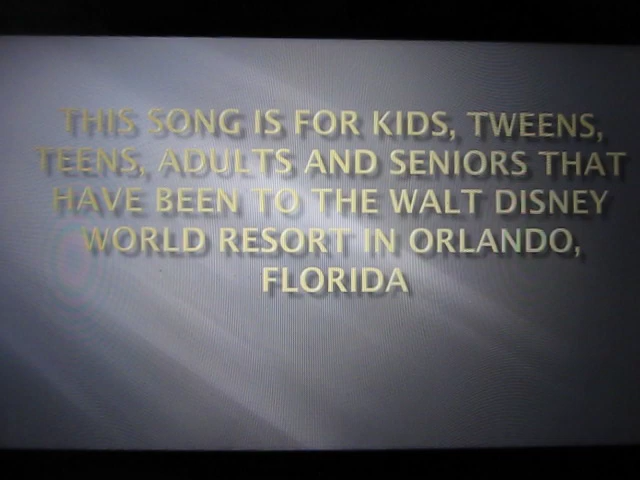 THIS SONG IS FOR KIDS, TWEENS,
TEENS, ADULTS AND SENIORS THAT
HAVE BEEN TO THE WALT DISNEY
WORLD RESORT IN ORLANDO,
FLORIDA